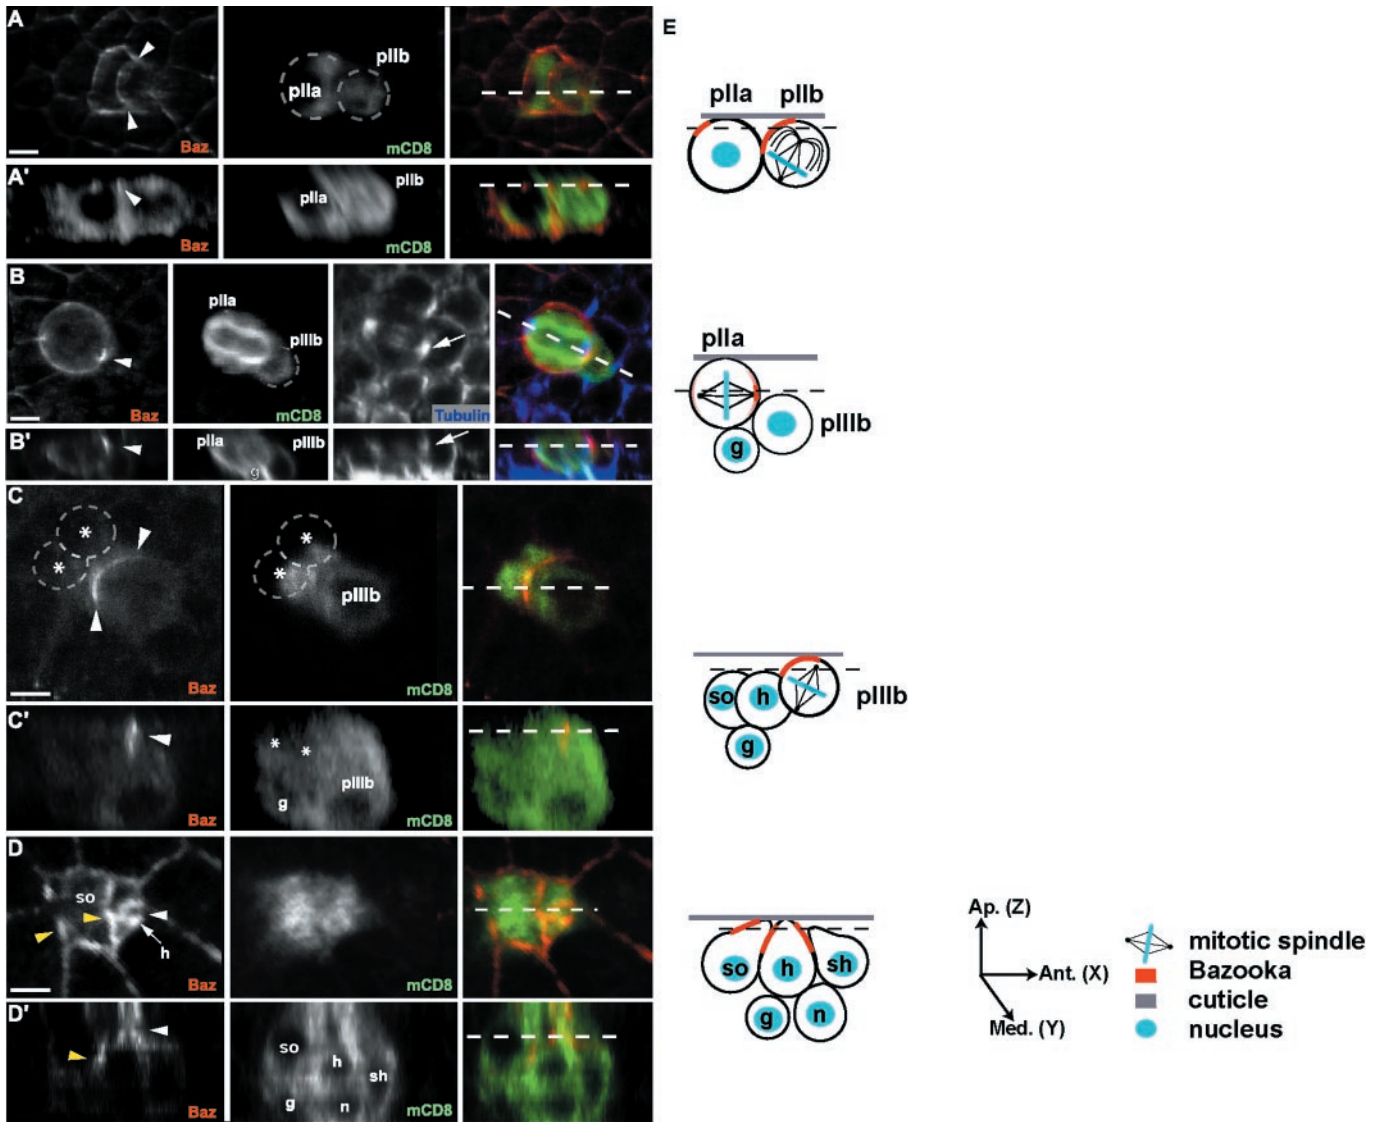 A
pIIb
pIIa
Baz
mCD8
A'
pIIb
pIIa
Baz
mCD8
B
pIIa
pIIIb
Baz
mCD8
Tubulin
B'
pIIa
pIIIb
g
C
*
*
*
*
pIIIb
Baz
mCD8
C'
*
*
pIIIb
g
Baz
mCD8
D
so
h
Baz
D'
so
h
sh
g
n
Baz
mCD8
E
pIIa
pIIb
pIIa
pIIIb
g
so
h
pIIIb
g
so
h
sh
g
n
Ap. (Z)
Ant. (X)
Med. (Y)
mitotic spindle
Bazooka
cuticle
nucleus